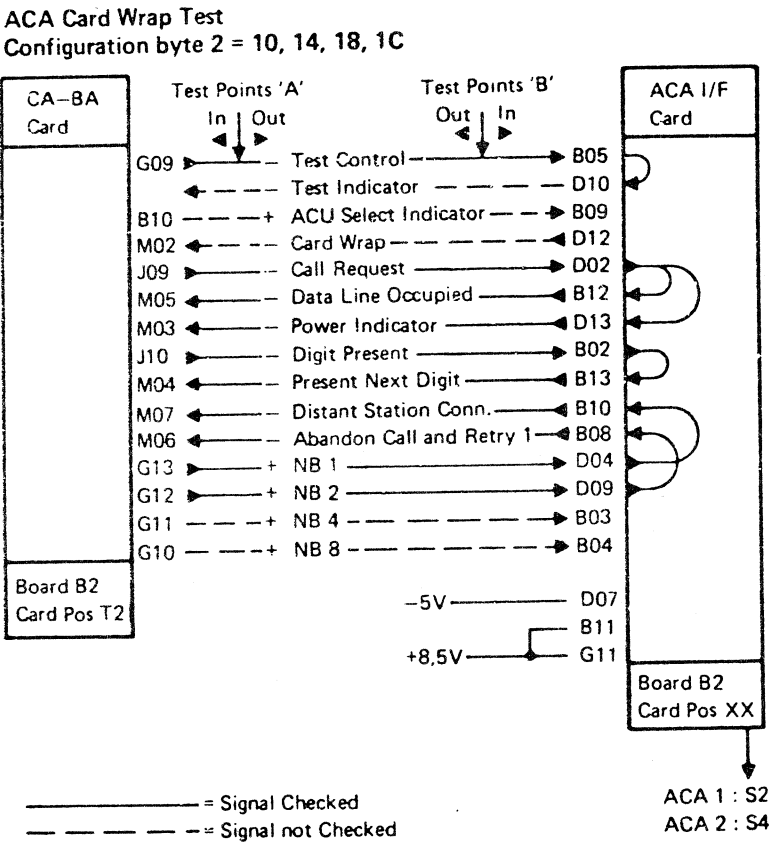 ACA Card Wrap Test
Configuration byte 2 = 10, 14, 18, 1C
CA-BA
Card
Test Points 'A'
In Out
Test Points 'B'
Out In
ACA I/F
Card
G09 - Test Control B05
- Test Indicator D10
B10 + ACU Select Indicator B09
M02 - Card Wrap D12
J09 - Call Request D02
M05 - Data Line Occupied B12
M03 - Power Indicator D13
J10 - Digit Present B02
M04 - Present Next Digit B13
M07 - Distant Station Conn. B10
M06 - Abandon Call and Retry 1 B08
G13 + NB 1 D04
G12 + NB 2 D09
G11 + NB 4 B03
G10 + NB 8 B04
Board B2
Card Pos T2
-5V D07
B11
+8,5V G11
Board B2
Card Pos XX
ACA 1 : S2
ACA 2 : S4
= Signal Checked
= Signal not Checked